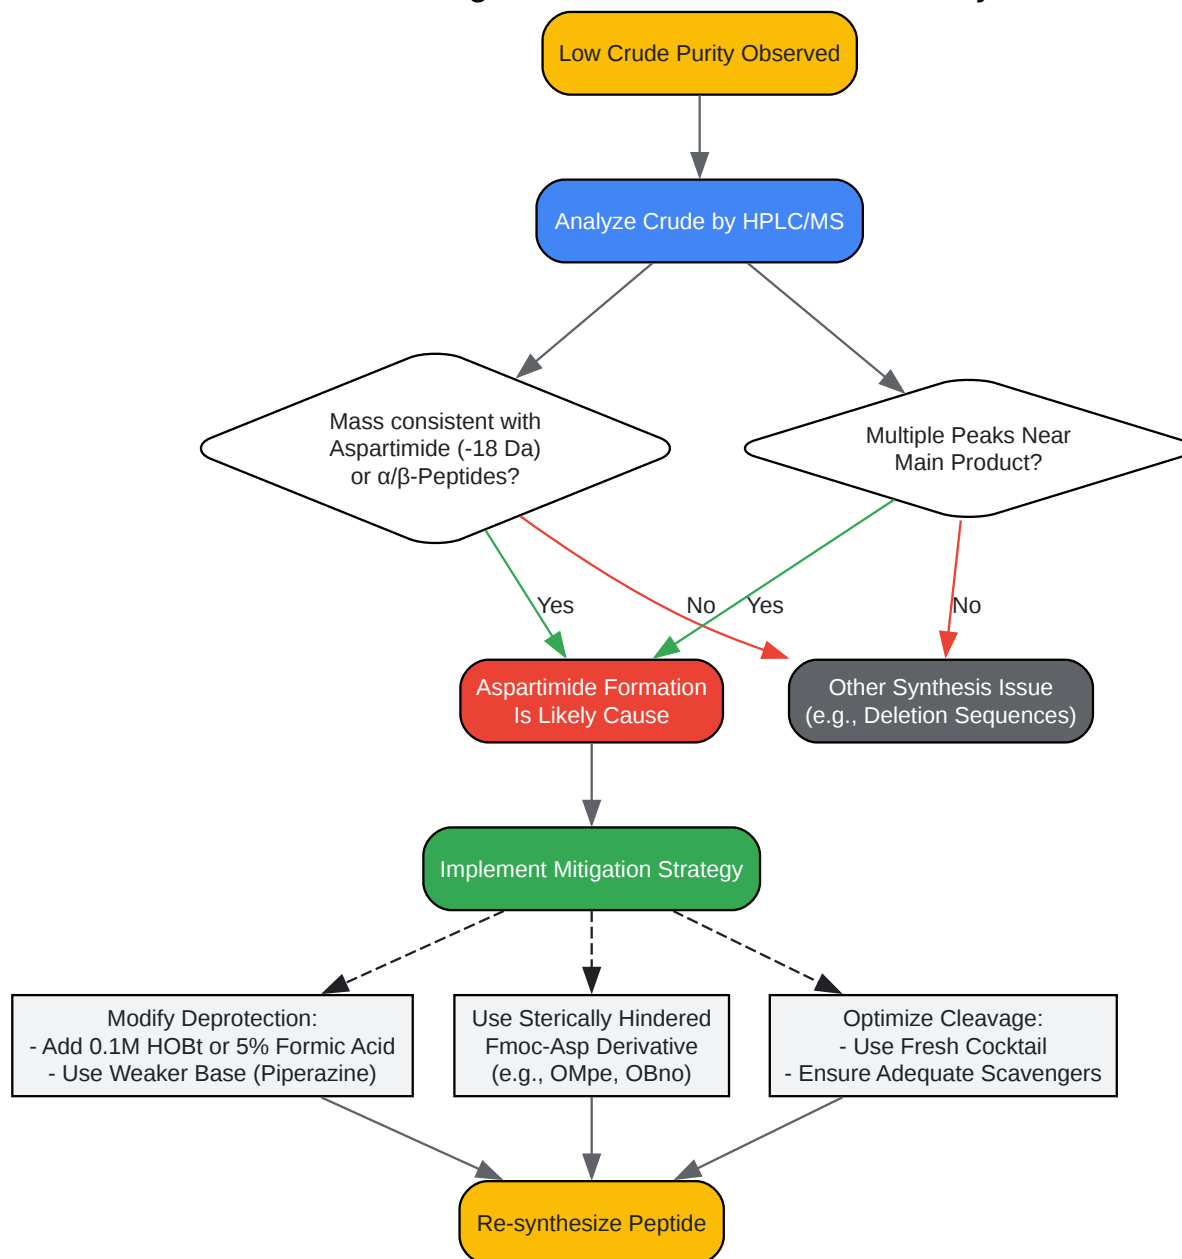 Low Crude Purity Observed
Analyze Crude by HPLC/MS
Mass consistent with
Aspartimide (-18 Da)
or α/β-Peptides?
Multiple Peaks Near
Main Product?
Yes
No
Yes
No
Aspartimide Formation
Is Likely Cause
Other Synthesis Issue
(e.g., Deletion Sequences)
Implement Mitigation Strategy
Modify Deprotection:
- Add 0.1M HOBt or 5% Formic Acid
- Use Weaker Base (Piperazine)
Use Sterically Hindered
Fmoc-Asp Derivative
(e.g., OMpe, OBno)
Optimize Cleavage:
- Use Fresh Cocktail
- Ensure Adequate Scavengers
Re-synthesize Peptide